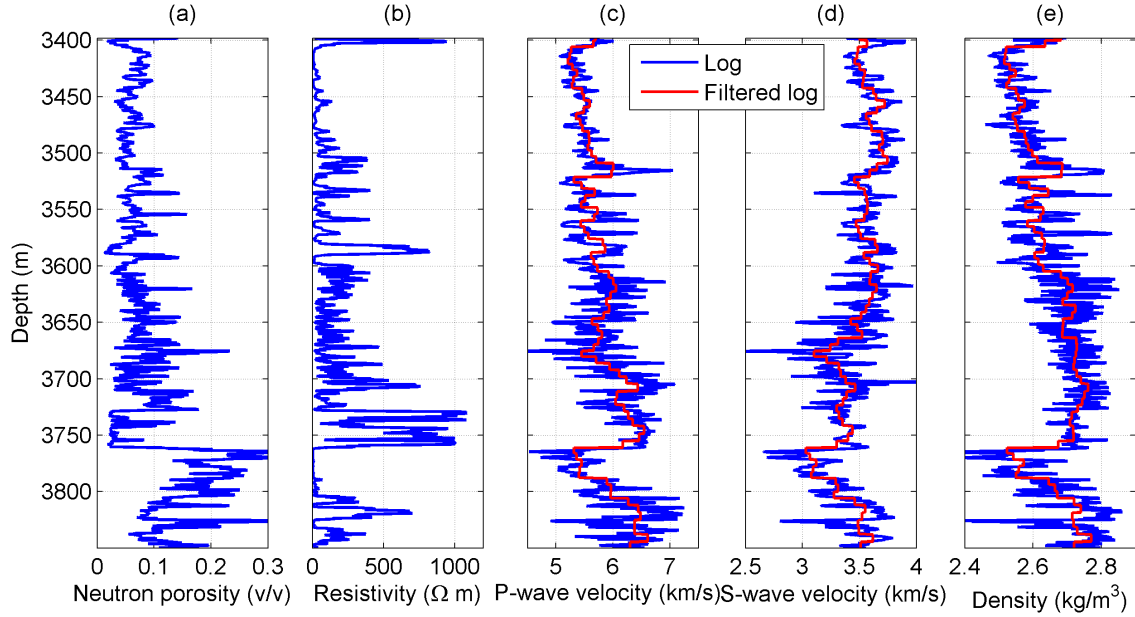 (a) (b) (c) (d) (e)
Log
Filtered log
Depth (m)
3400
3450
3500
3550
3600
3650
3700
3750
3800
0 0.1 0.2 0.3 0 500 1000 5 6 7 2.5 3 3.5 4 2.4 2.6 2.8
Neutron porosity (v/v) Resistivity (Ω m) P-wave velocity (km/s) S-wave velocity (km/s) Density (kg/m³)